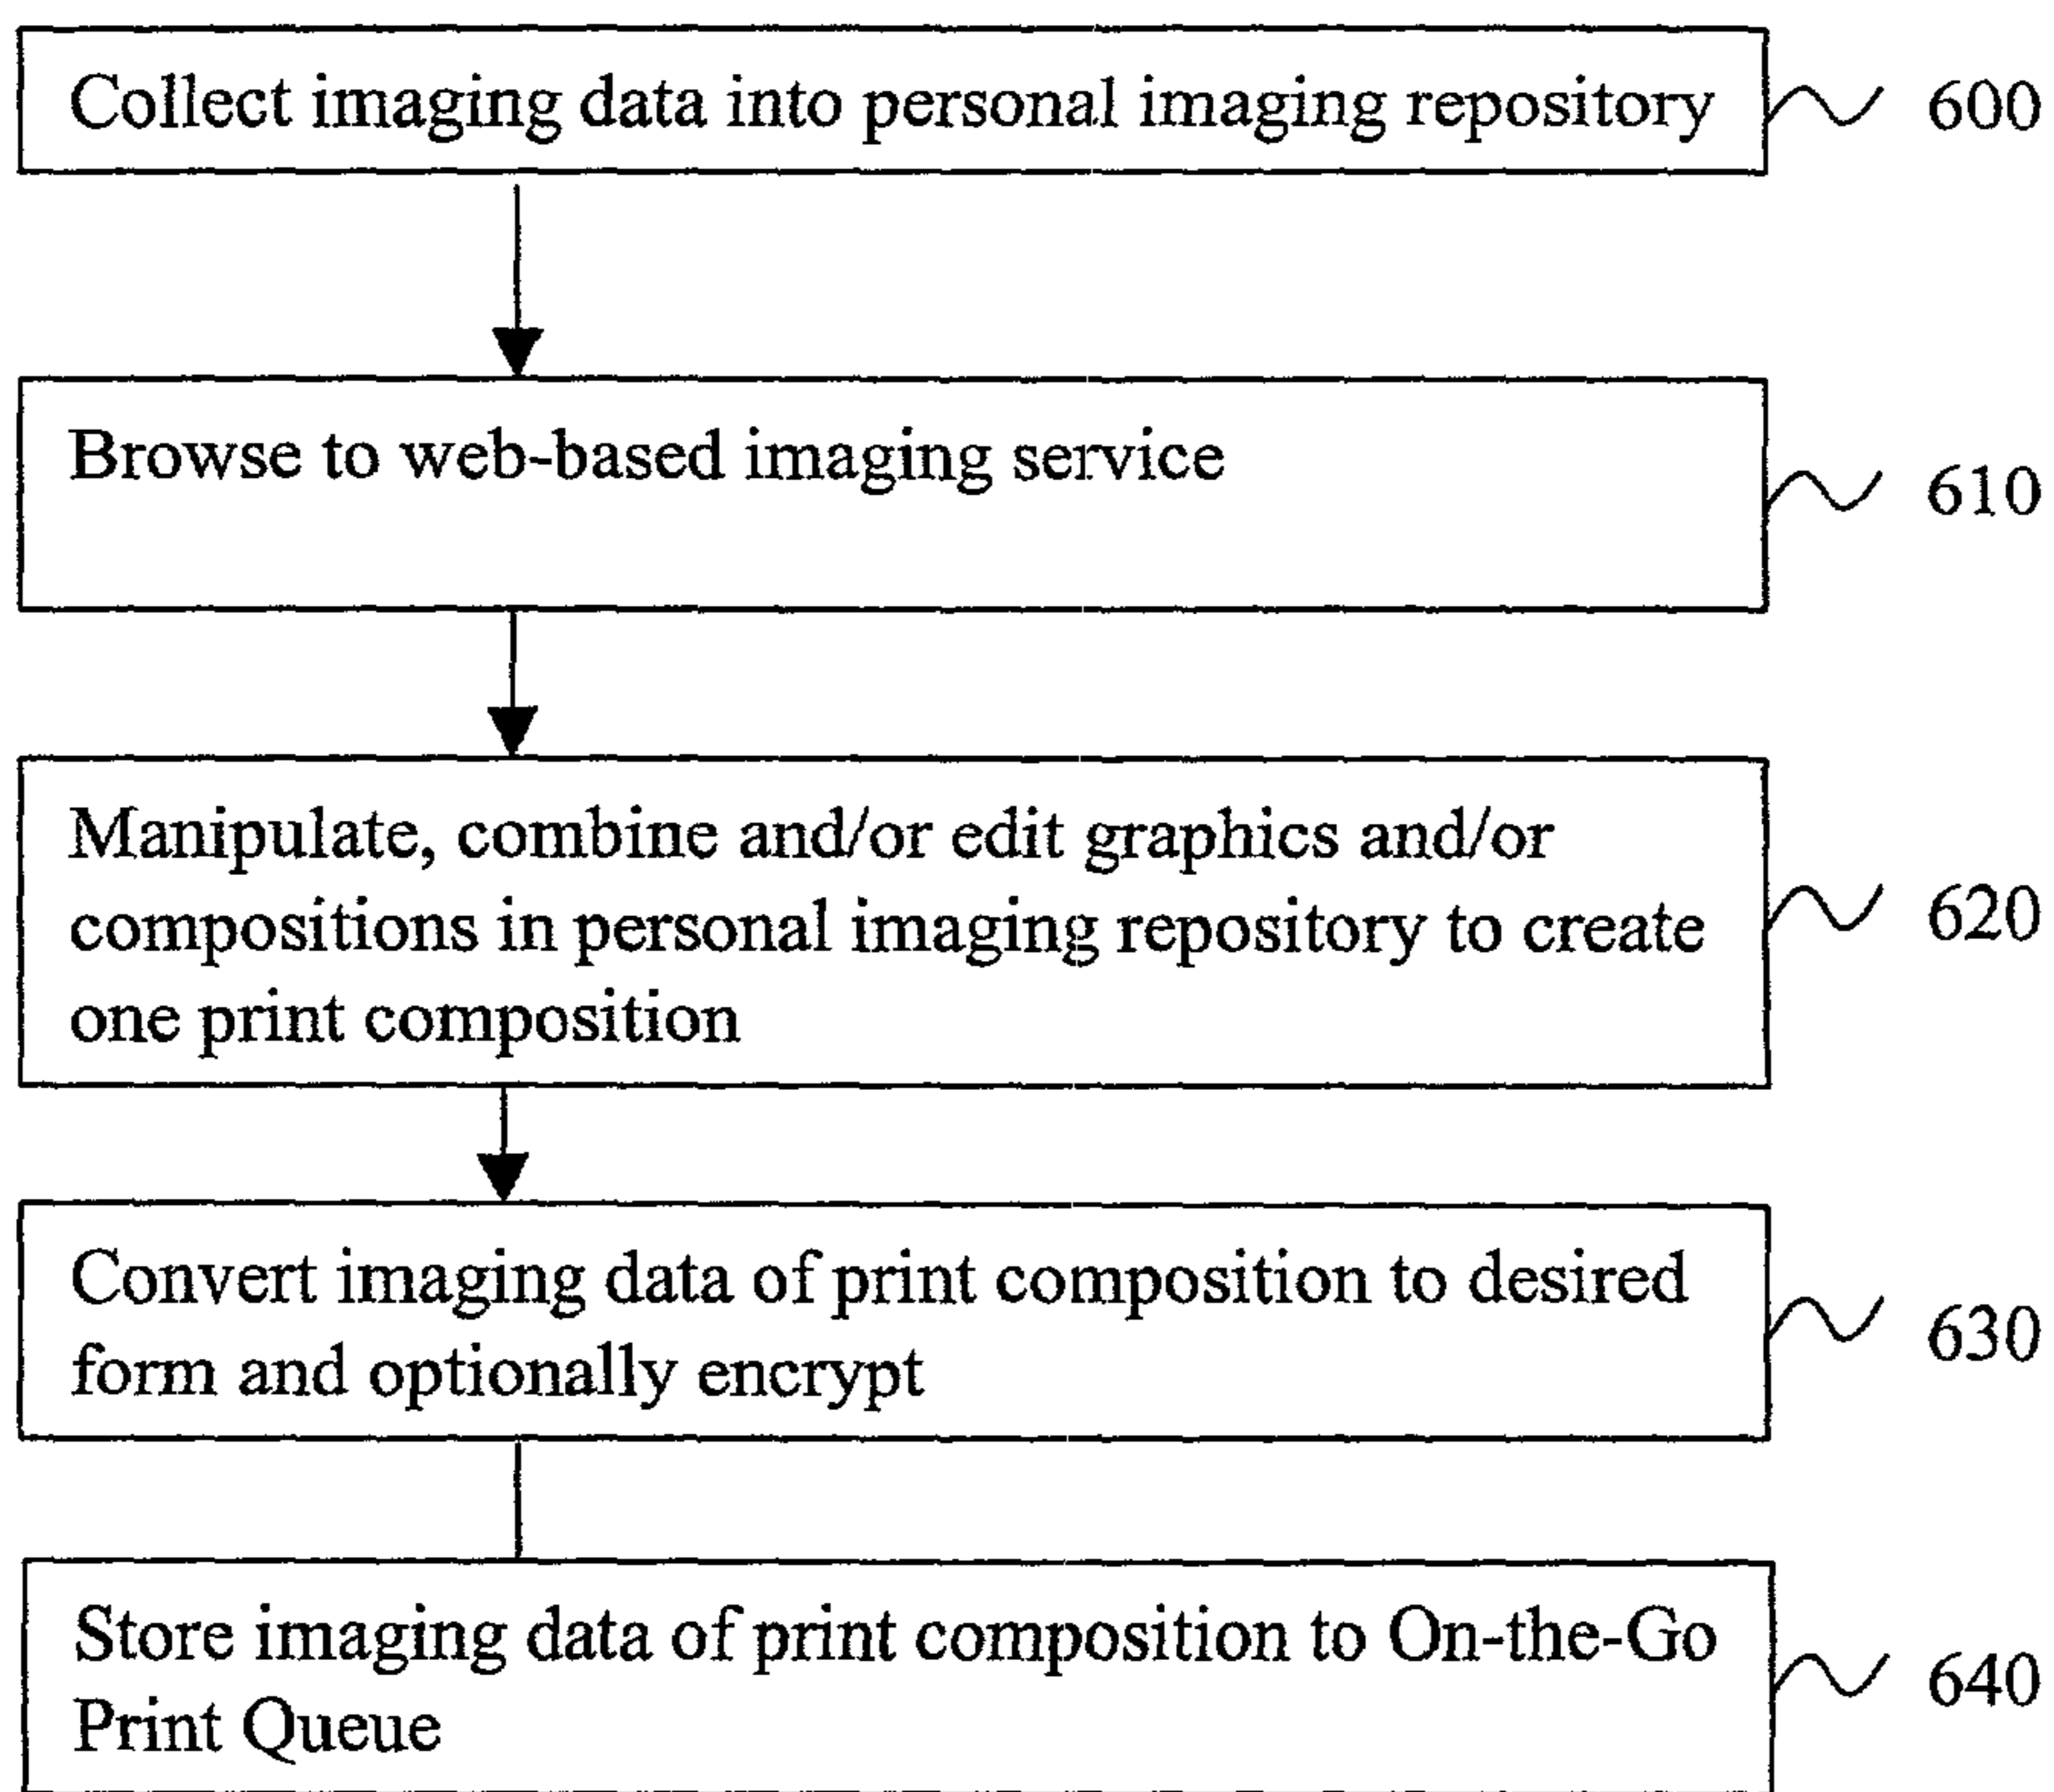 Collect imaging data into personal imaging repository
600
Browse to web-based imaging service
610
Manipulate, combine and/or edit graphics and/or
compositions in personal imaging repository to create
one print composition
620
Convert imaging data of print composition to desired
form and optionally encrypt
630
Store imaging data of print composition to On-the-Go
Print Queue
640